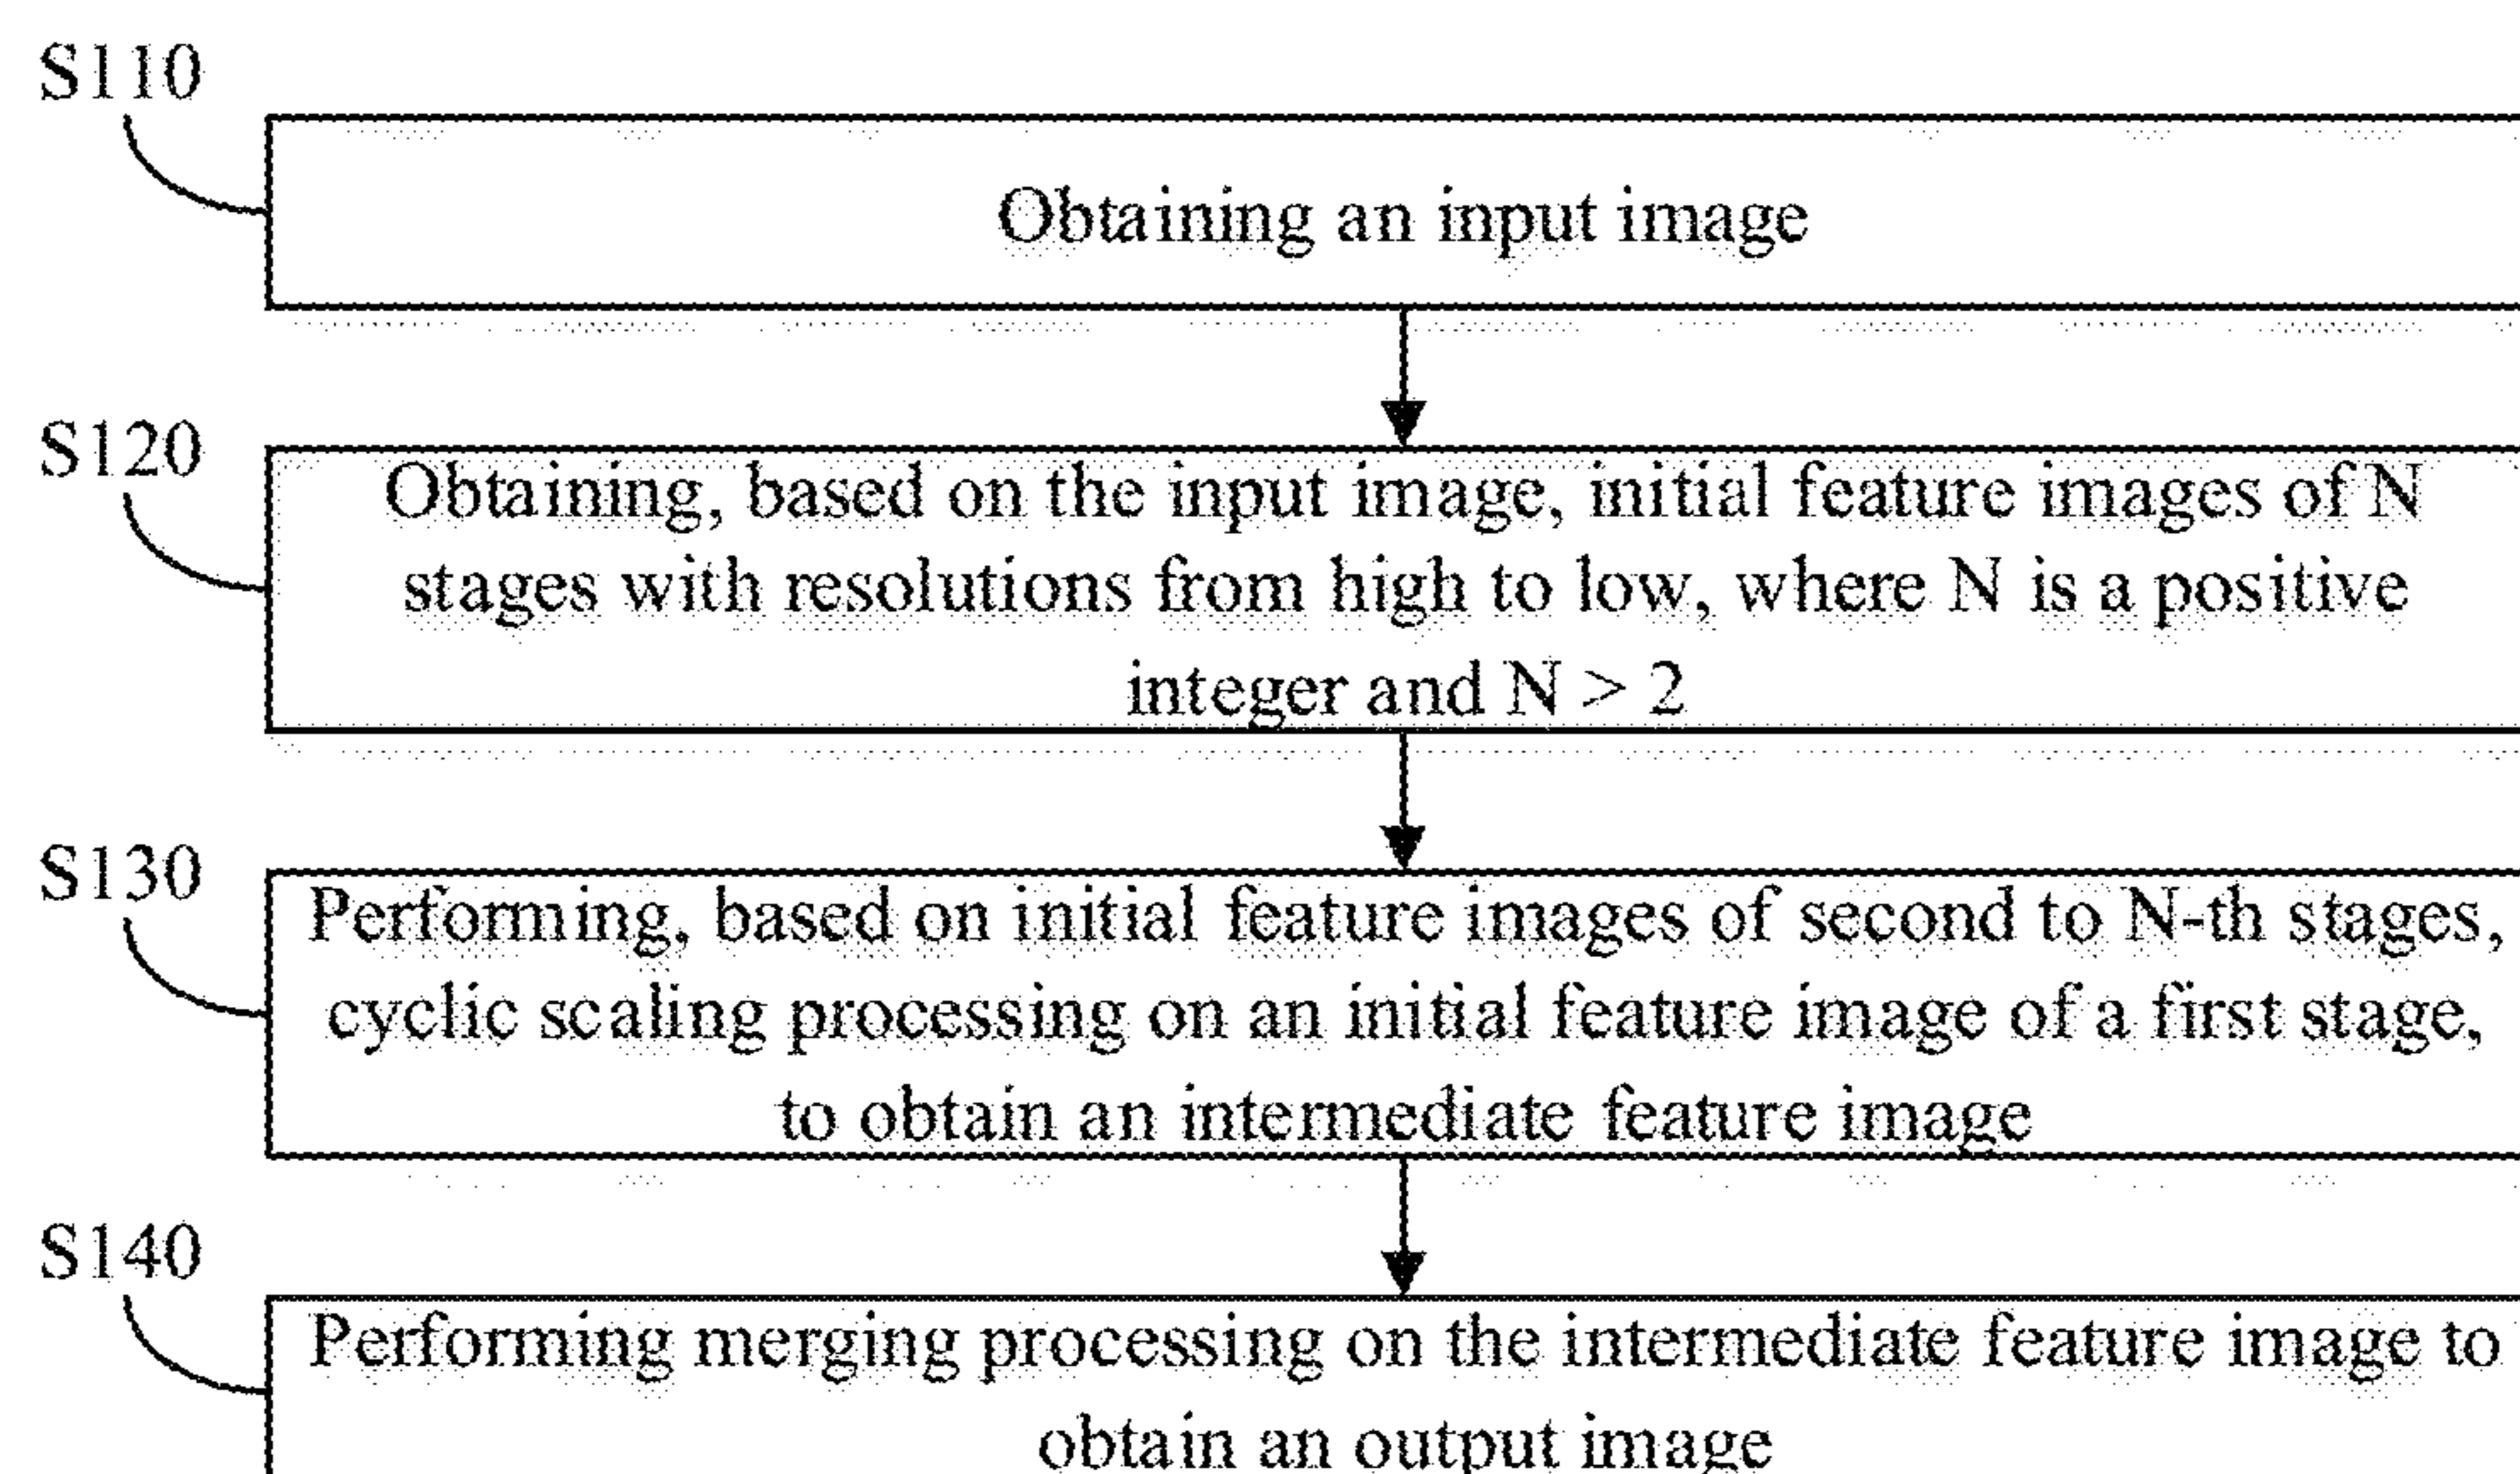 S110
Obtaining an input image
S120
Obtaining, based on the input image, initial feature images of N
stages with resolutions from high to low, where N is a positive
integer and N > 2
S130
Performing, based on initial feature images of second to N-th stages,
cyclic scaling processing on an initial feature image of a first stage,
to obtain an intermediate feature image
S140
Performing merging processing on the intermediate feature image to
obtain an output image